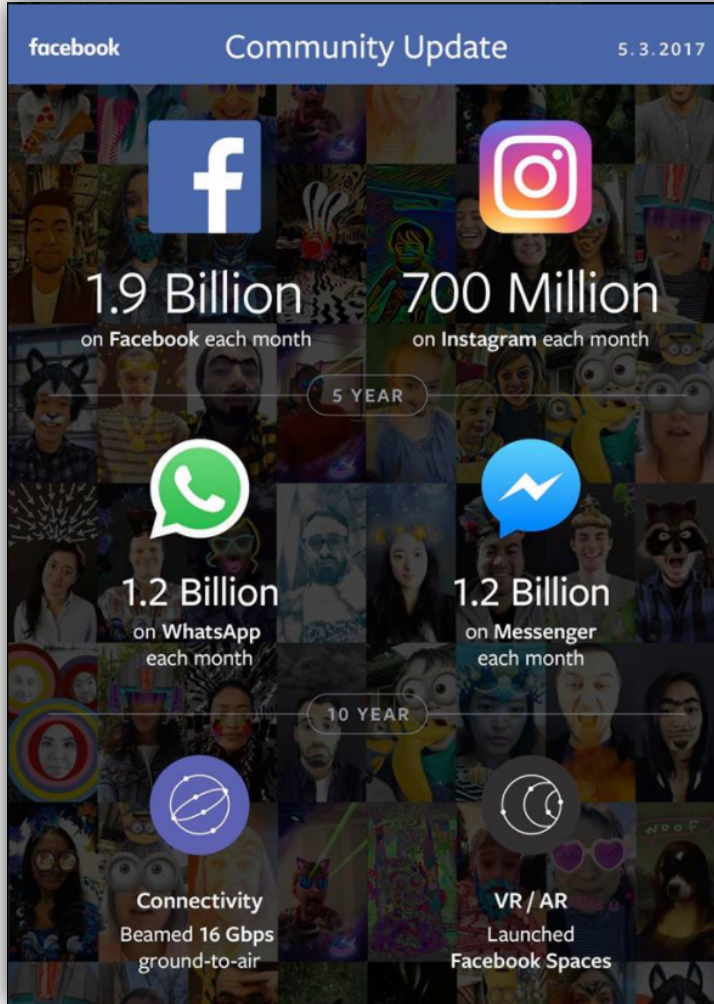 facebook
Community Update
5.3.2017
1.9 Billion
on Facebook each month
700 Million
on Instagram each month
5 YEAR
1.2 Billion
on WhatsApp
each month
1.2 Billion
on Messenger
each month
10 YEAR
Connectivity
Beamed 16 Gbps
ground-to-air
WOOF
VR / AR
Launched
Facebook Spaces